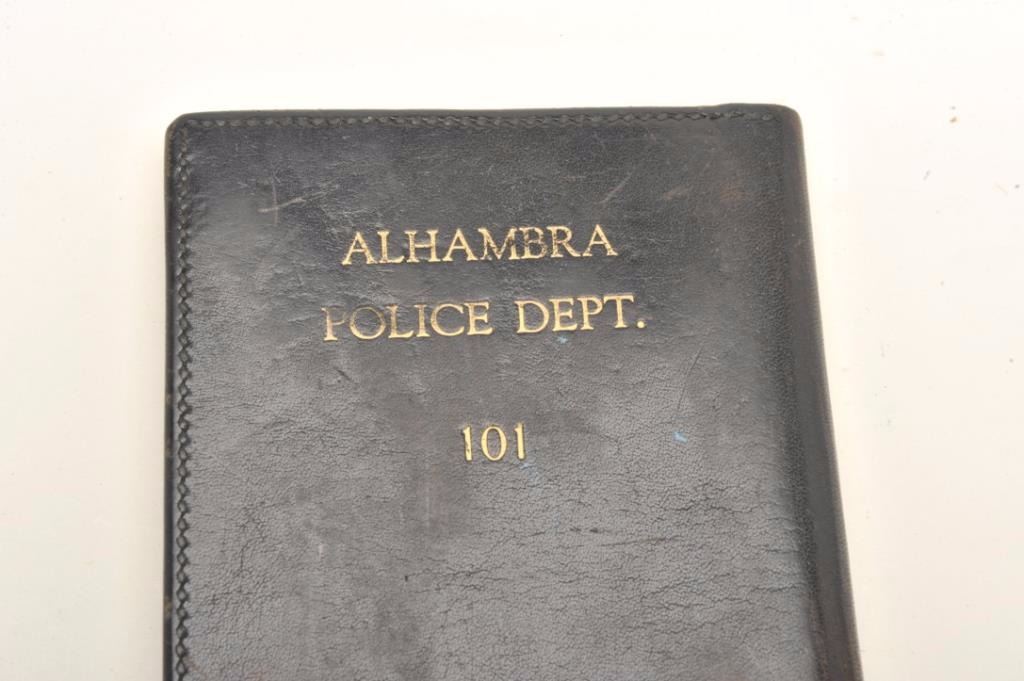 ALHAMBRA
POLICE DEPT.
101